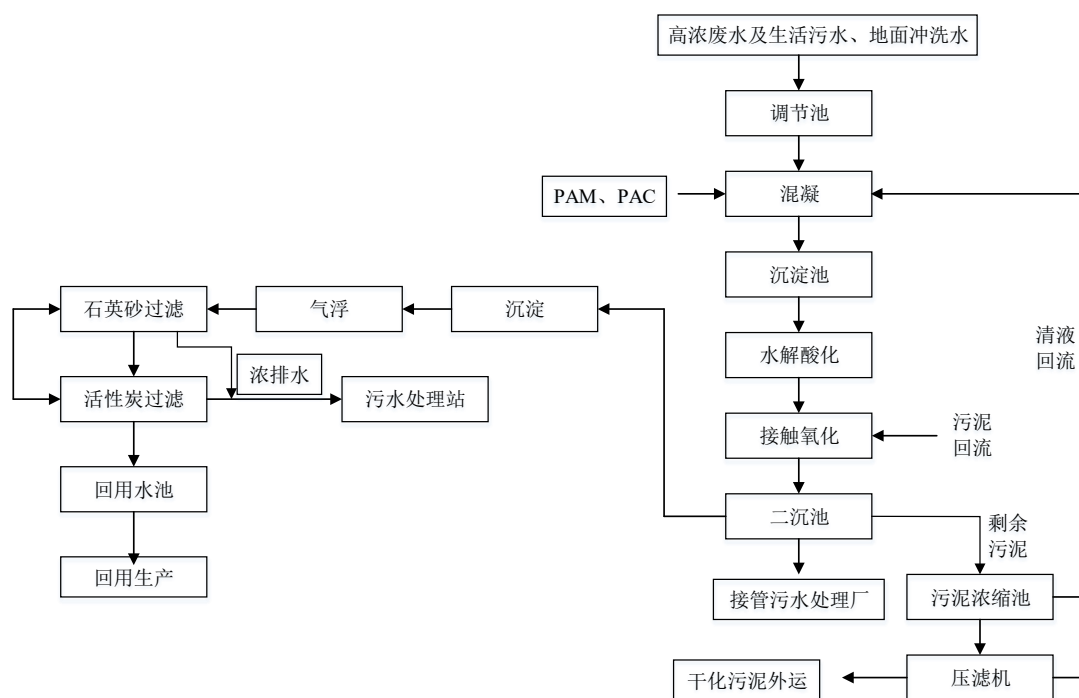 高浓废水及生活污水、地面冲洗水
调节池
PAM、PAC
混凝
沉淀池
石英砂过滤
气浮
沉淀
水解酸化
清液
回流
浓排水
活性炭过滤
污水处理站
接触氧化
污泥
回流
回用水池
二沉池
剩余
污泥
回用生产
接管污水处理厂
污泥浓缩池
干化污泥外运
压滤机